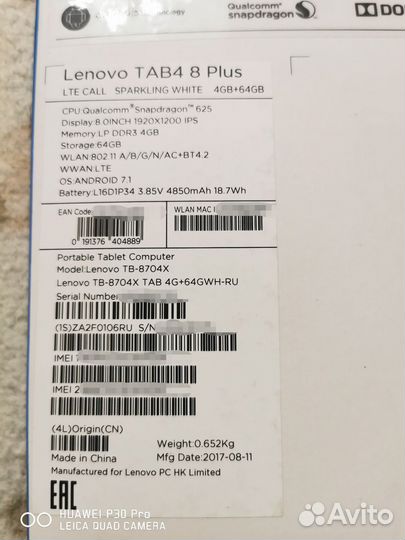 Qualcomm®
snapdragon™
DO
Lenovo TAB4 8 Plus
LTE CALL SPARKLING WHITE 4GB+64GB
CPU:Qualcomm®Snapdragon™ 625
Display:8.0INCH 1920X1200 IPS
Memory:LP DDR3 4GB
Storage:64GB
WLAN:802.11 A/B/G/N/AC+BT4.2
WWAN:LTE
OS:ANDROID 7.1
Battery:L16D1P34 3.85V 4850mAh 18.7Wh
EAN Code
WLAN MAC
0 191376 404889
Portable Tablet Computer
Model:Lenovo TB-8704X
Lenovo TB-8704X TAB 4G+64GWH-RU
Serial Number
(1S)ZA2F0106RU S/N
IMEI 1
IMEI 2
(4L)Origin(CN)
Made in China
Weight:0.652Kg
Mfg Date:2017-08-11
Manufactured for Lenovo PC HK Limited
EAC
HUAWEI P30 Pro
LEICA QUAD CAMERA
Avito